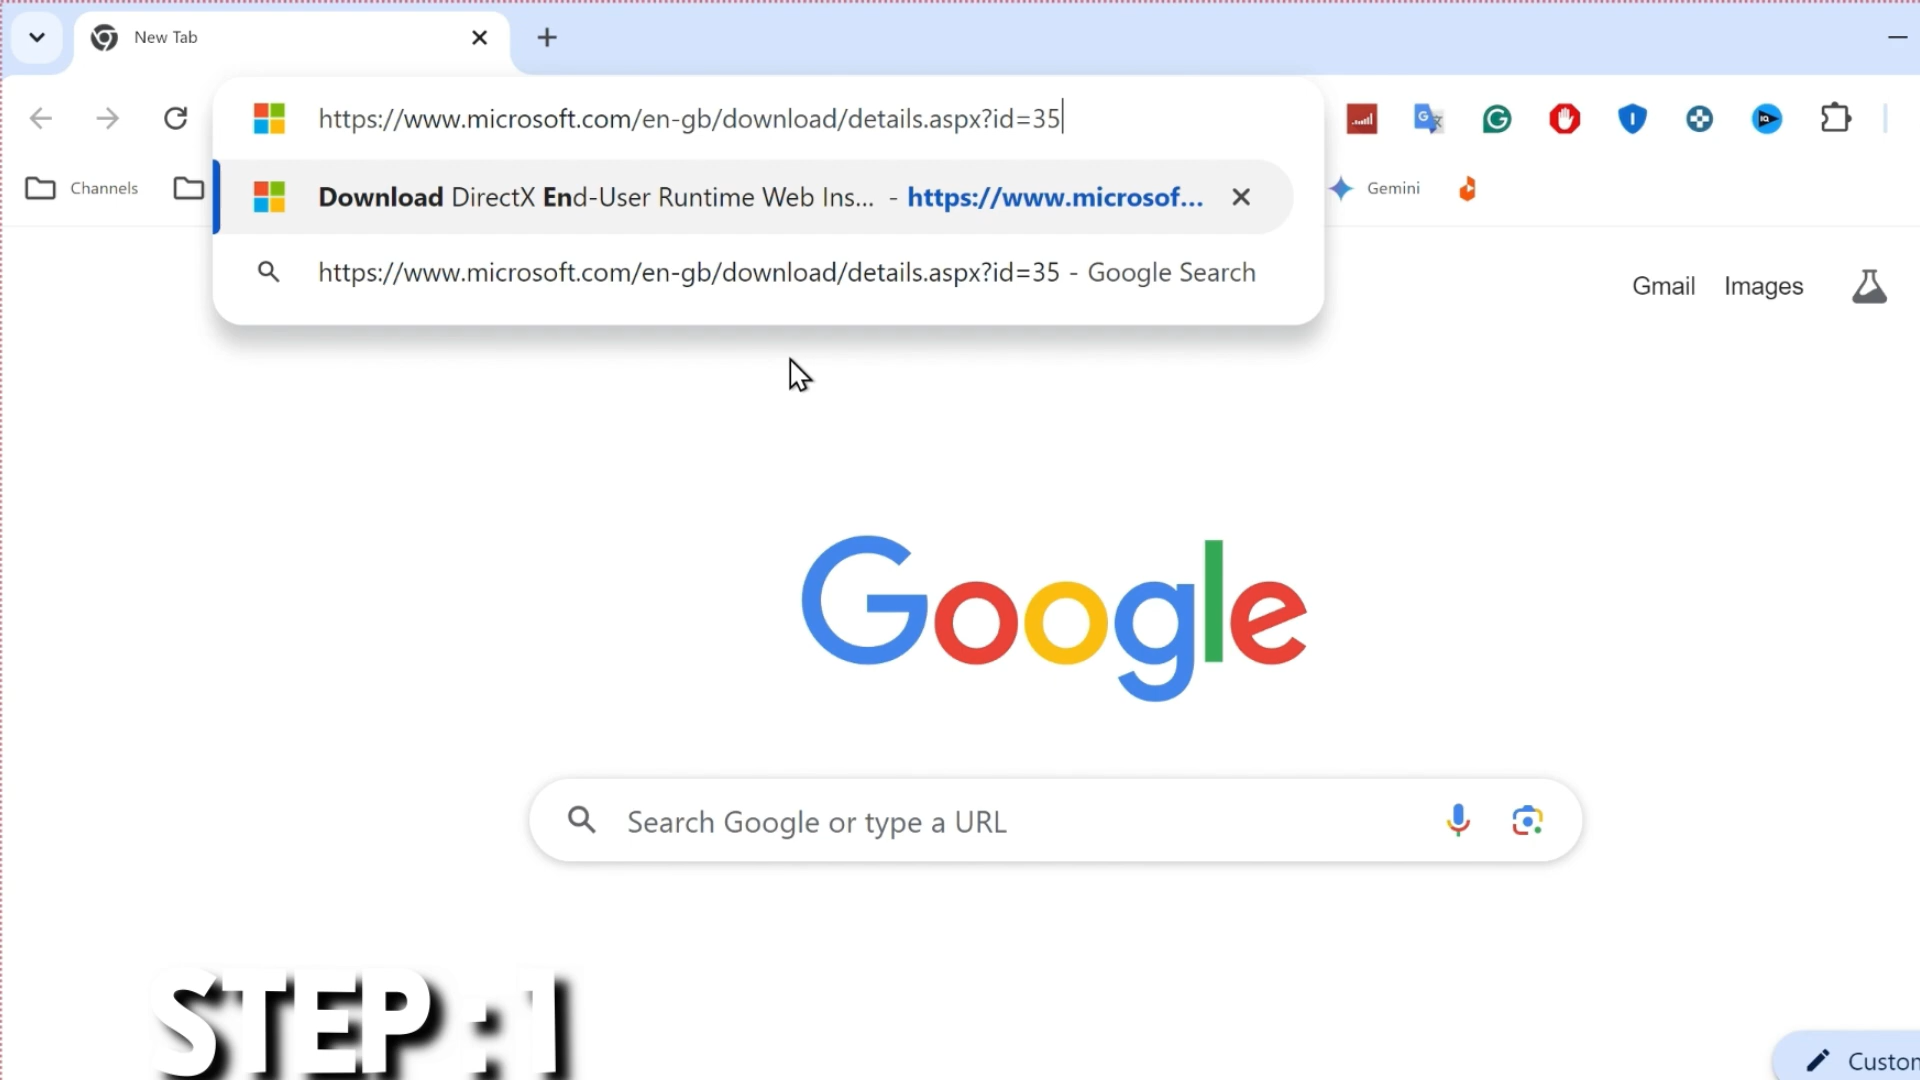 New Tab
https://www.microsoft.com/en-gb/download/details.aspx?id=35
Channels
Download DirectX End-User Runtime Web Ins... - https://www.microsof...
Gemini
https://www.microsoft.com/en-gb/download/details.aspx?id=35 - Google Search
Gmail Images
Google
Search Google or type a URL
STEP :1
Custom